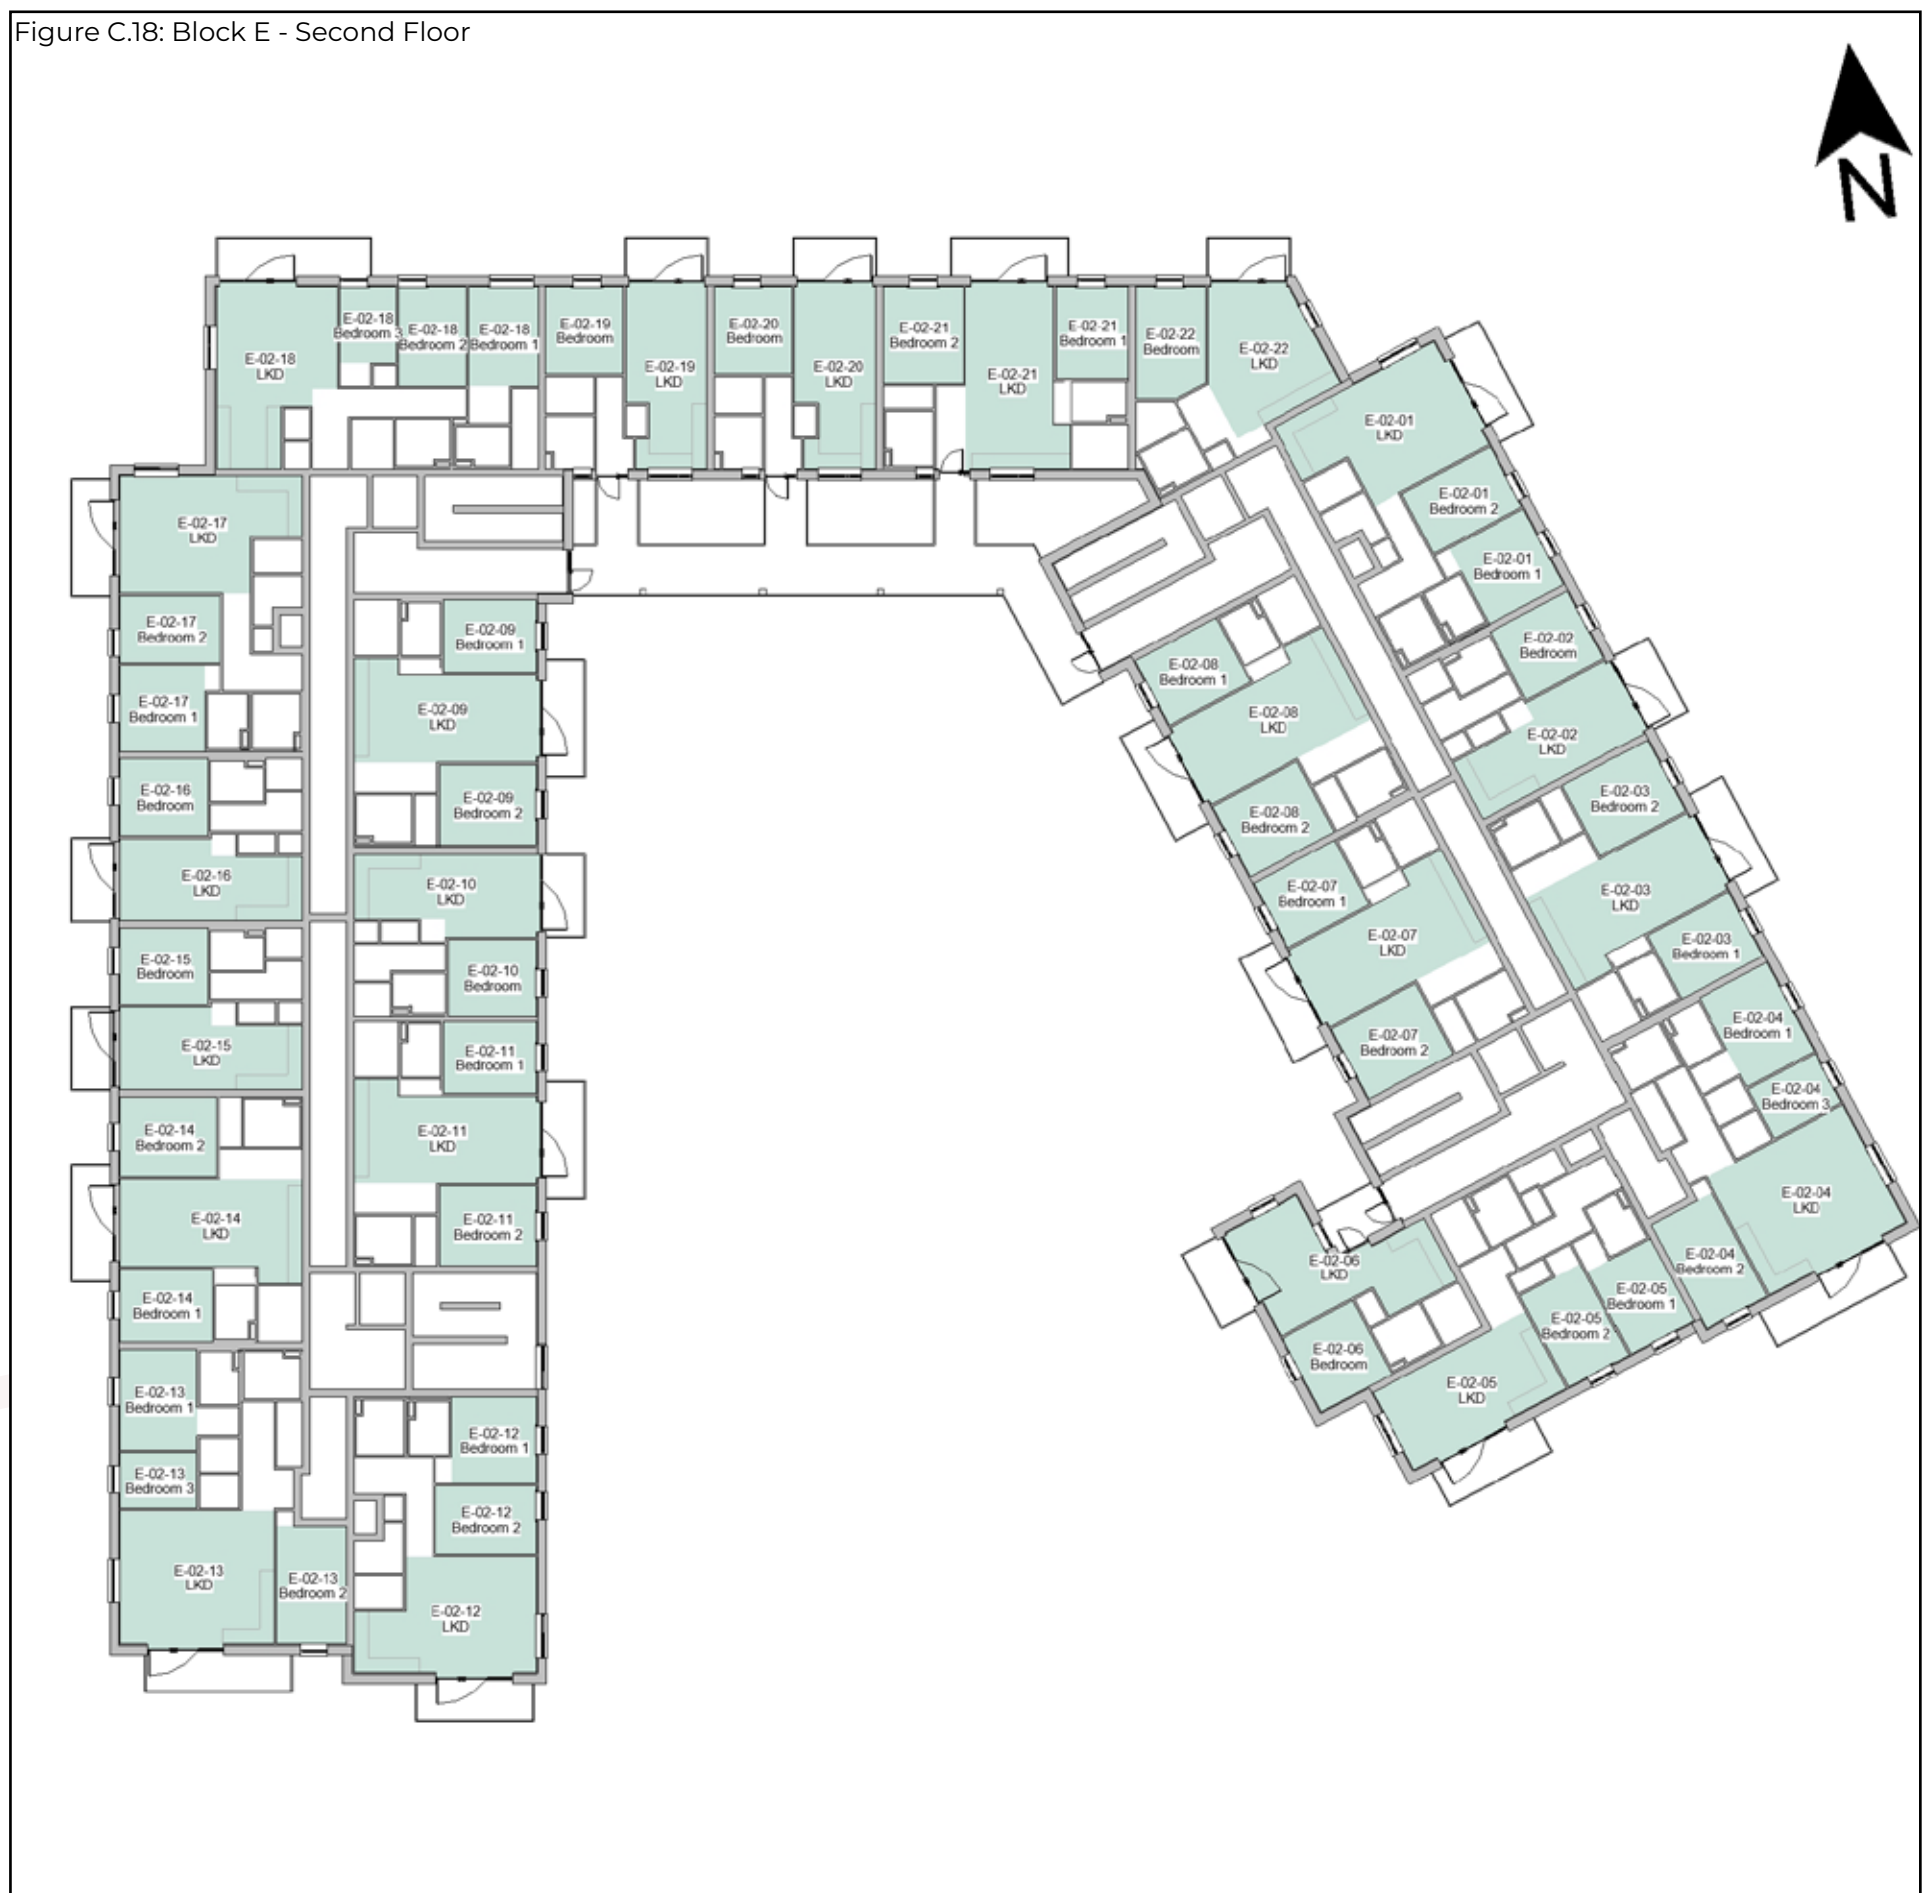 Figure C.18: Block E - Second Floor
N
E-02-18
LKD
E-02-18
Bedroom 3
E-02-18
Bedroom 2
E-02-18
Bedroom 1
E-02-19
Bedroom
E-02-19
LKD
E-02-20
Bedroom
E-02-20
LKD
E-02-21
Bedroom 2
E-02-21
LKD
E-02-21
Bedroom 1
E-02-22
Bedroom
E-02-22
LKD
E-02-01
LKD
E-02-01
Bedroom 2
E-02-01
Bedroom 1
E-02-17
LKD
E-02-17
Bedroom 2
E-02-17
Bedroom 1
E-02-09
Bedroom 1
E-02-09
LKD
E-02-09
Bedroom 2
E-02-08
Bedroom 1
E-02-08
LKD
E-02-08
Bedroom 2
E-02-02
Bedroom
E-02-02
LKD
E-02-03
Bedroom 2
E-02-03
LKD
E-02-03
Bedroom 1
E-02-16
Bedroom
E-02-16
LKD
E-02-10
LKD
E-02-10
Bedroom
E-02-07
Bedroom 1
E-02-07
LKD
E-02-07
Bedroom 2
E-02-15
Bedroom
E-02-15
LKD
E-02-11
Bedroom 1
E-02-11
LKD
E-02-11
Bedroom 2
E-02-04
Bedroom 1
E-02-04
Bedroom 3
E-02-04
LKD
E-02-04
Bedroom 2
E-02-14
Bedroom 2
E-02-14
LKD
E-02-14
Bedroom 1
E-02-06
LKD
E-02-06
Bedroom
E-02-05
Bedroom 1
E-02-05
Bedroom 2
E-02-05
LKD
E-02-13
Bedroom 1
E-02-13
Bedroom 3
E-02-13
LKD
E-02-13
Bedroom 2
E-02-12
Bedroom 1
E-02-12
Bedroom 2
E-02-12
LKD